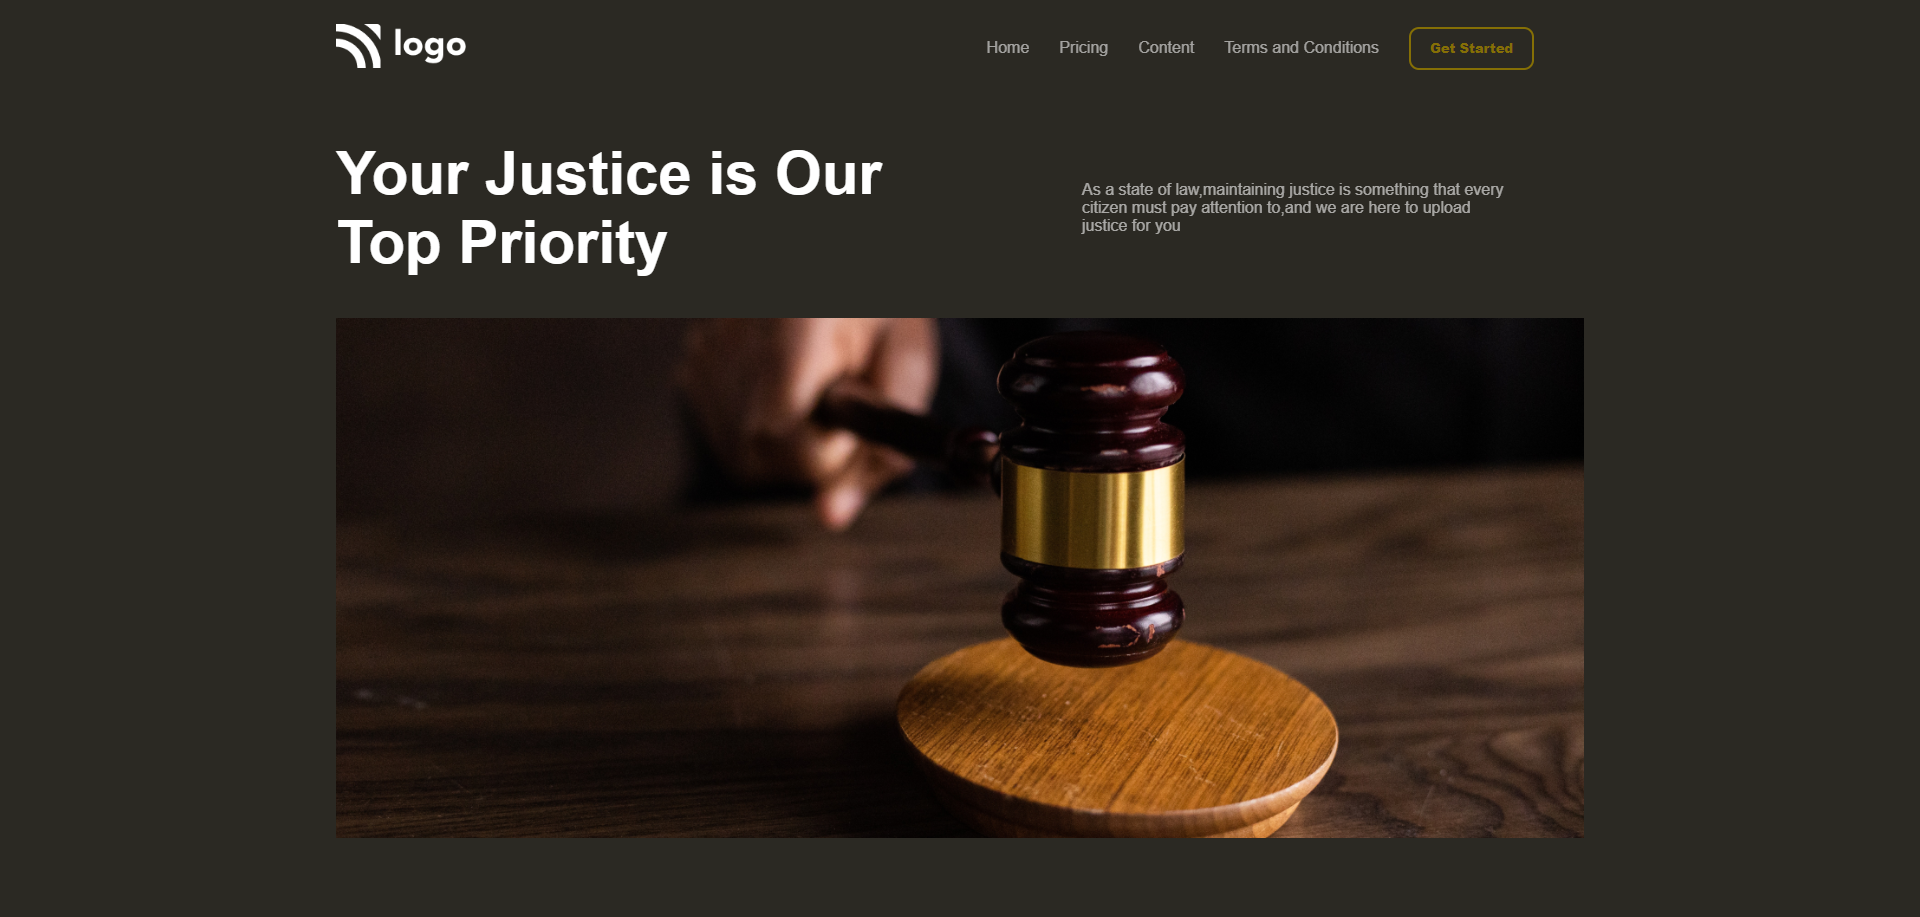 logo
Home
Pricing
Content
Terms and Conditions
Get Started
Your Justice is Our
Top Priority
As a state of law,maintaining justice is something that every
citizen must pay attention to,and we are here to upload
justice for you